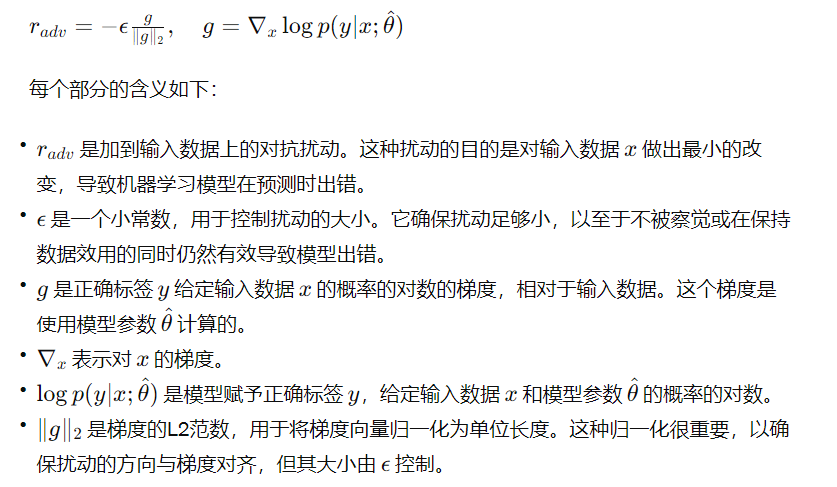 r_{adv} = -\epsilon \frac{g}{\|g\|_2}, \quad g = \nabla_x \log p(y|x; \hat{\theta})
每个部分的含义如下：
• r_{adv} 是加到输入数据上的对抗扰动。这种扰动的目的是对输入数据 x 做出最小的改
变，导致机器学习模型在预测时出错。
• \epsilon 是一个小常数，用于控制扰动的大小。它确保扰动足够小，以至于不被察觉或在保持
数据效用的同时仍然有效导致模型出错。
• g 是正确标签 y 给定输入数据 x 的概率的对数的梯度，相对于输入数据。这个梯度是
使用模型参数 \hat{\theta} 计算的。
• \nabla_x 表示对 x 的梯度。
• \log p(y|x; \hat{\theta}) 是模型赋予正确标签 y，给定输入数据 x 和模型参数 \hat{\theta} 的概率的对数。
• \|g\|_2 是梯度的L2范数，用于将梯度向量归一化为单位长度。这种归一化很重要，以确
保扰动的方向与梯度对齐，但其大小由 \epsilon 控制。